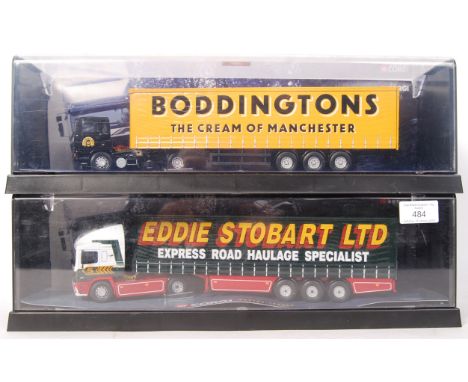 BODDINGTONS
THE CREAM OF MANCHESTER
EDDIE STOBART LTD
EXPRESS ROAD HAULAGE SPECIALIST
484